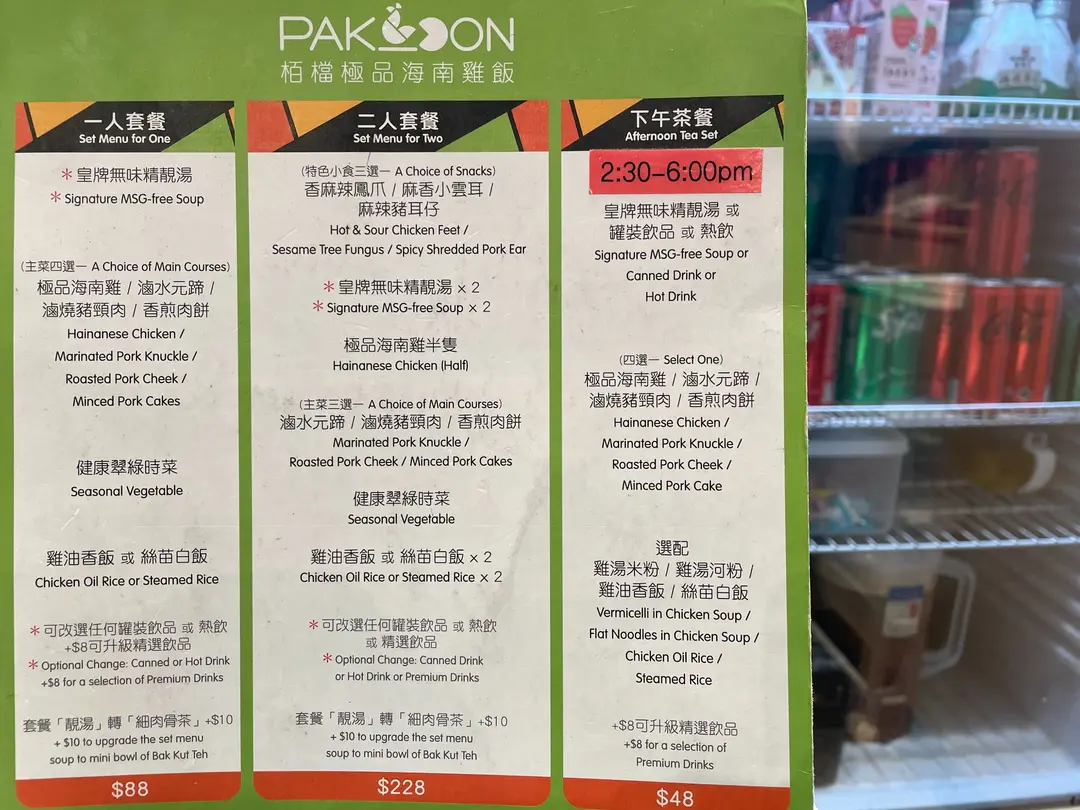 PAK LOON
栢檔極品海南雞飯
一人套餐
Set Menu for One
*皇牌無味精靚湯
*Signature MSG-free Soup
(主菜四選一 A Choice of Main Courses)
極品海南雞 / 滷水元蹄 /
滷燒豬頸肉 / 香煎肉餅
Hainanese Chicken /
Marinated Pork Knuckle /
Roasted Pork Cheek /
Minced Pork Cakes
健康翠綠時菜
Seasonal Vegetable
雞油香飯 或 絲苗白飯
Chicken Oil Rice or Steamed Rice
*可改選任何罐裝飲品 或 熱飲
+$8可升級精選飲品
*Optional Change: Canned or Hot Drink
+$8 for a selection of Premium Drinks
套餐「靚湯」轉「細肉骨茶」+$10
+ $10 to upgrade the set menu
soup to mini bowl of Bak Kut Teh
$88
二人套餐
Set Menu for Two
(特色小食三選一 A Choice of Snacks)
香麻辣鳳爪 / 麻香小雲耳 /
麻辣豬耳仔
Hot & Sour Chicken Feet /
Sesame Tree Fungus / Spicy Shredded Pork Ear
*皇牌無味精靚湯 x 2
*Signature MSG-free Soup x 2
極品海南雞半隻
Hainanese Chicken (Half)
(主菜三選一 A Choice of Main Courses)
滷水元蹄 / 滷燒豬頸肉 / 香煎肉餅
Marinated Pork Knuckle /
Roasted Pork Cheek / Minced Pork Cakes
健康翠綠時菜
Seasonal Vegetable
雞油香飯 或 絲苗白飯 x 2
Chicken Oil Rice or Steamed Rice x 2
*可改選任何罐裝飲品 或 熱飲
或 精選飲品
*Optional Change: Canned Drink
or Hot Drink or Premium Drinks
套餐「靚湯」轉「細肉骨茶」+$10
+ $10 to upgrade the set menu
soup to mini bowl of Bak Kut Teh
$228
下午茶餐
Afternoon Tea Set
2:30-6:00pm
皇牌無味精靚湯 或
罐裝飲品 或 熱飲
Signature MSG-free Soup or
Canned Drink or
Hot Drink
(四選一 Select One)
極品海南雞 / 滷水元蹄 /
滷燒豬頸肉 / 香煎肉餅
Hainanese Chicken /
Marinated Pork Knuckle /
Roasted Pork Cheek /
Minced Pork Cake
選配
雞湯米粉 / 雞湯河粉 /
雞油香飯 / 絲苗白飯
Vermicelli in Chicken Soup /
Flat Noodles in Chicken Soup /
Chicken Oil Rice /
Steamed Rice
+$8可升級精選飲品
+$8 for a selection of
Premium Drinks
$48